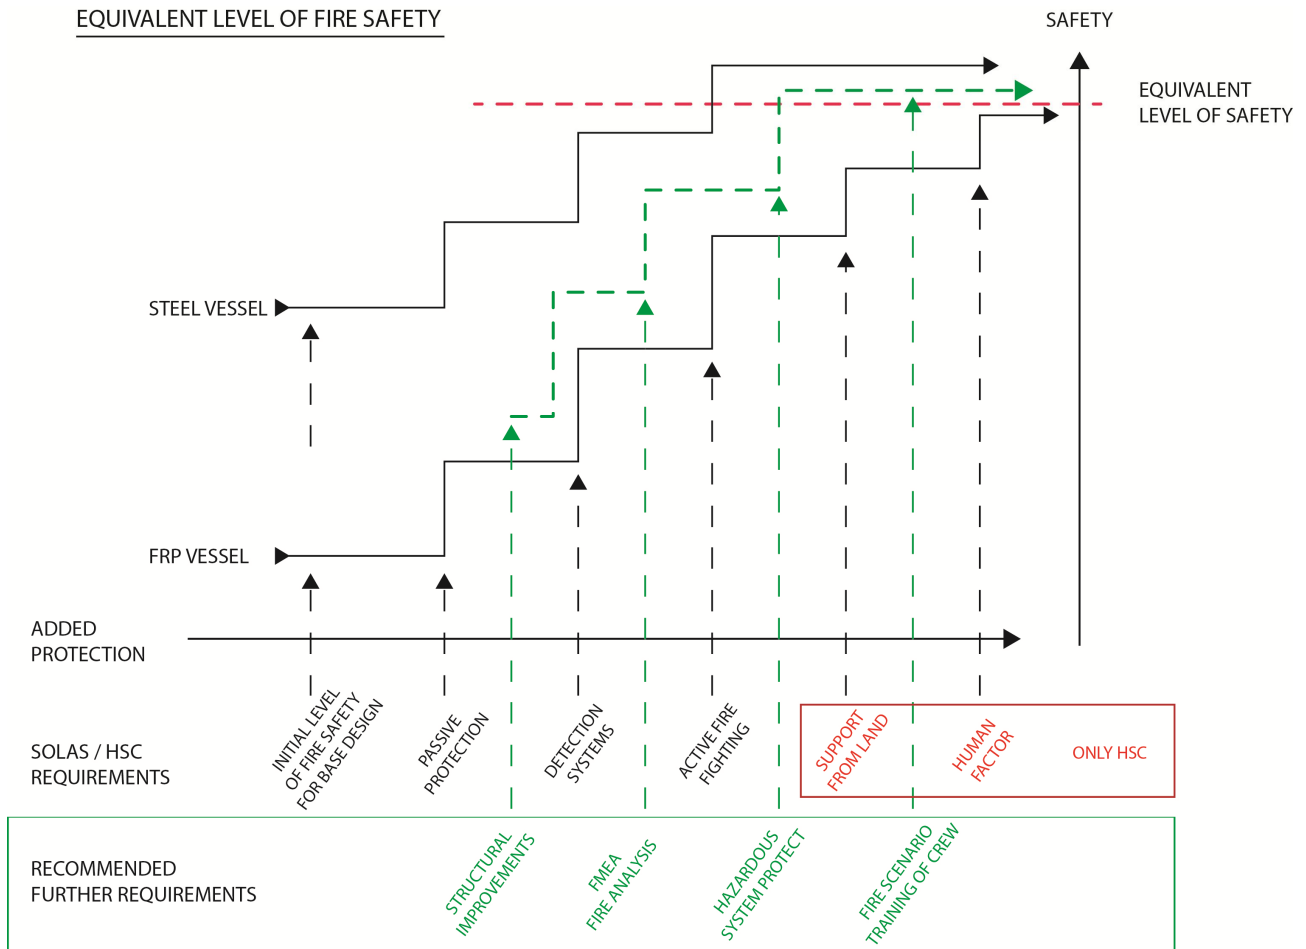 EQUIVALENT LEVEL OF FIRE SAFETY
SAFETY
EQUIVALENT
LEVEL OF SAFETY
STEEL VESSEL
FRP VESSEL
ADDED
PROTECTION
SOLAS / HSC
REQUIREMENTS
INITIAL LEVEL
OF FIRE SAFETY
FOR BASE DESIGN
PASSIVE
PROTECTION
DETECTION
SYSTEMS
ACTIVE FIRE
FIGHTING
SUPPORT
FROM LAND
HUMAN
FACTOR
ONLY HSC
RECOMMENDED
FURTHER REQUIREMENTS
STRUCTURAL
IMPROVEMENTS
FMEA
FIRE ANALYSIS
HAZARDOUS
SYSTEM PROTECT
FIRE SCENARIO
TRAINING OF CREW